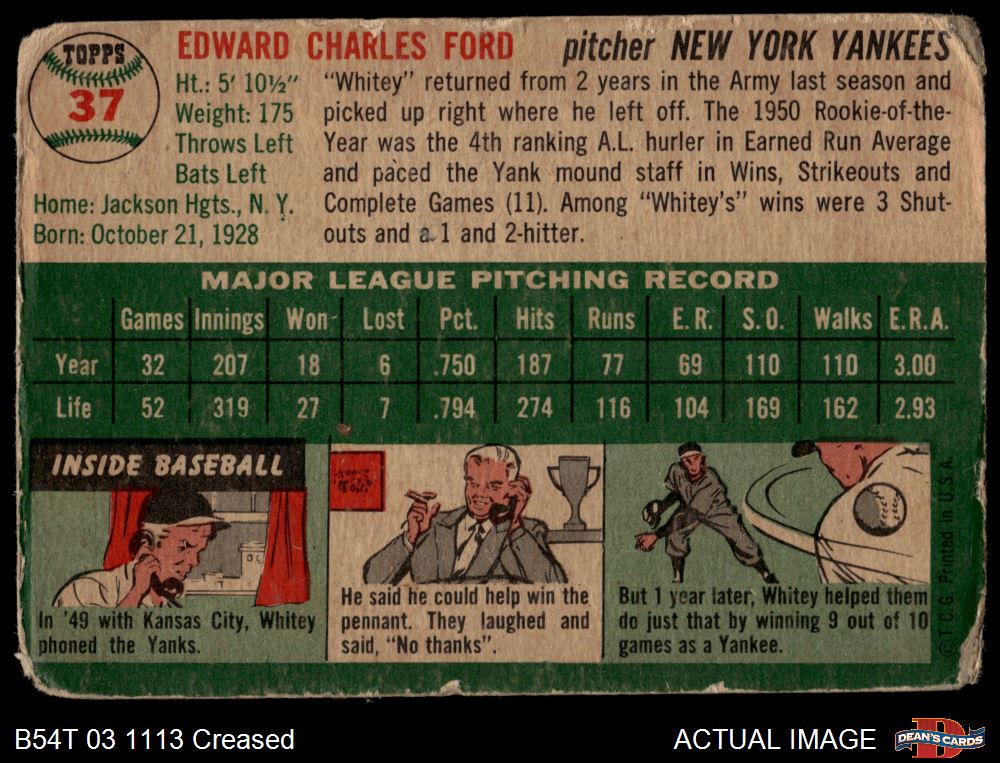 TOPPS
37
EDWARD CHARLES FORD pitcher NEW YORK YANKEES
Ht.: 5' 10½"
Weight: 175
Throws Left
Bats Left
Home: Jackson Hgts., N. Y.
Born: October 21, 1928
"Whitey" returned from 2 years in the Army last season and
picked up right where he left off. The 1950 Rookie-of-the-
Year was the 4th ranking A.L. hurler in Earned Run Average
and paced the Yank mound staff in Wins, Strikeouts and
Complete Games (11). Among "Whitey's" wins were 3 Shut-
outs and a 1 and 2-hitter.
MAJOR LEAGUE PITCHING RECORD
Games Innings Won Lost Pct. Hits Runs E.R. S.O. Walks E.R.A.
Year 32 207 18 6 .750 187 77 69 110 110 3.00
Life 52 319 27 7 .794 274 116 104 169 162 2.93
INSIDE BASEBALL
In '49 with Kansas City, Whitey
phoned the Yanks.
He said he could help win the
pennant. They laughed and
said, "No thanks".
But 1 year later, Whitey helped them
do just that by winning 9 out of 10
games as a Yankee.
©T.C.G. Printed in U.S.A.
B54T 03 1113 Creased
ACTUAL IMAGE
DEAN'S CARDS